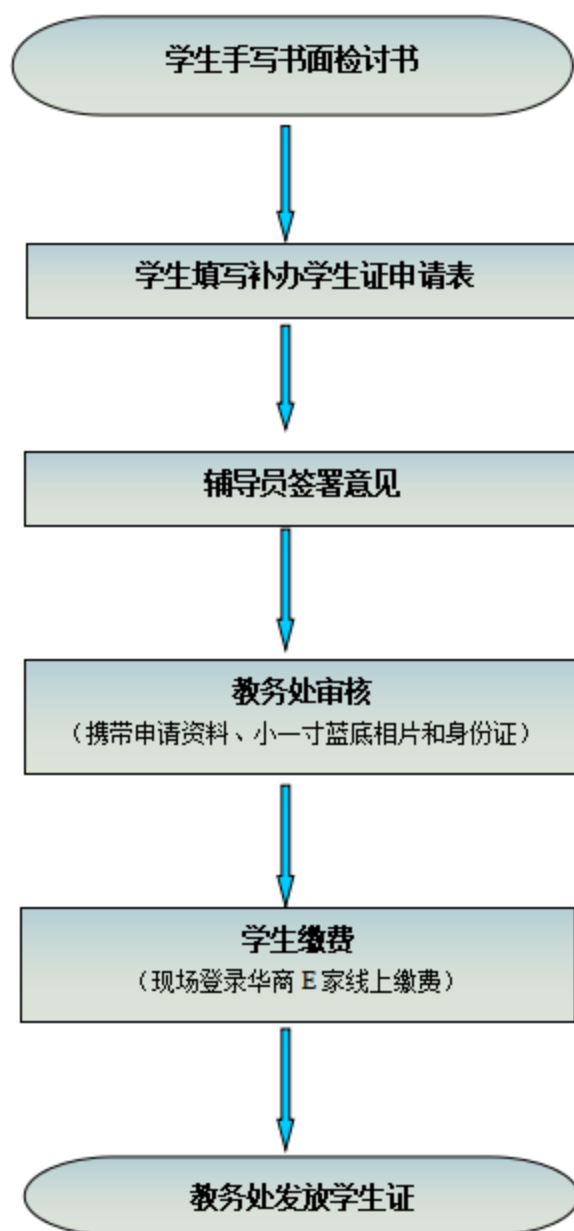 学生手写书面检讨书
学生填写补办学生证申请表
辅导员签署意见
教务处审核
（携带申请资料、小一寸蓝底相片和身份证）
学生缴费
（现场登录华商 E 家线上缴费）
教务处发放学生证